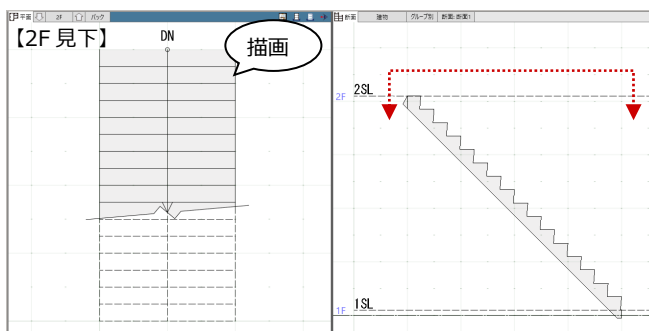 平面 2F バック
【2F 見下】
DN
描画
断面 建物 グループ別 断面:断面1
2F 2SL
1F 1SL